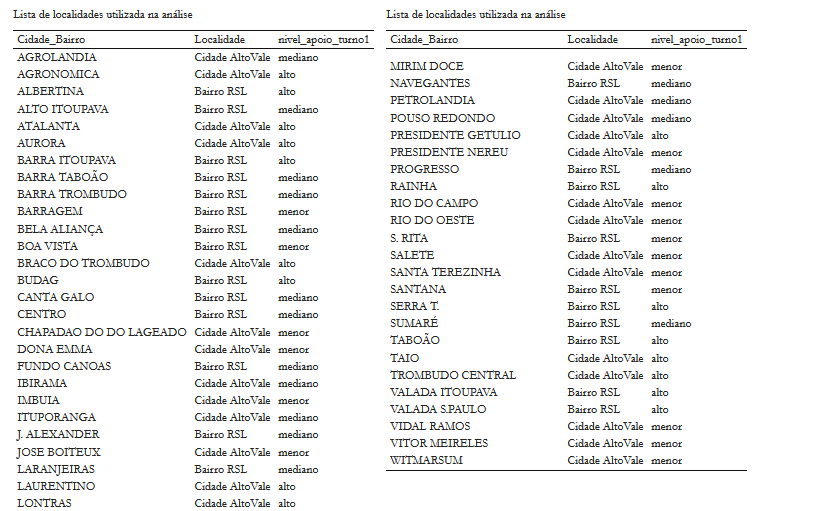 Lista de localidades utilizada na análise
Cidade_Bairro Localidade nivel_apoio_turno1
AGROLANDIA Cidade AltoVale mediano
AGRONOMICA Cidade AltoVale alto
ALBERTINA Bairro RSL alto
ALTO ITOUPAVA Bairro RSL mediano
ATALANTA Cidade AltoVale alto
AURORA Cidade AltoVale alto
BARRA ITOUPAVA Bairro RSL alto
BARRA TABOÃO Bairro RSL mediano
BARRA TROMBUDO Bairro RSL mediano
BARRAGEM Bairro RSL menor
BELA ALIANÇA Bairro RSL mediano
BOA VISTA Bairro RSL menor
BRACO DO TROMBUDO Cidade AltoVale alto
BUDAG Bairro RSL alto
CANTA GALO Bairro RSL mediano
CENTRO Bairro RSL mediano
CHAPADAO DO DO LAGEADO Cidade AltoVale menor
DONA EMMA Cidade AltoVale menor
FUNDO CANOAS Bairro RSL mediano
IBIRAMA Cidade AltoVale mediano
IMBUIA Cidade AltoVale menor
ITUPORANGA Cidade AltoVale mediano
J. ALEXANDER Bairro RSL mediano
JOSE BOITEUX Cidade AltoVale menor
LARANJEIRAS Bairro RSL mediano
LAURENTINO Cidade AltoVale alto
LONTRAS Cidade AltoVale alto
Lista de localidades utilizada na análise
Cidade_Bairro Localidade nivel_apoio_turno1
MIRIM DOCE Cidade AltoVale menor
NAVEGANTES Bairro RSL mediano
PETROLANDIA Cidade AltoVale mediano
POUSO REDONDO Cidade AltoVale mediano
PRESIDENTE GETULIO Cidade AltoVale alto
PRESIDENTE NEREU Cidade AltoVale menor
PROGRESSO Bairro RSL mediano
RAINHA Bairro RSL alto
RIO DO CAMPO Cidade AltoVale menor
RIO DO OESTE Cidade AltoVale menor
S. RITA Bairro RSL menor
SALETE Cidade AltoVale menor
SANTA TEREZINHA Cidade AltoVale menor
SANTANA Bairro RSL menor
SERRA T. Bairro RSL alto
SUMARÉ Bairro RSL mediano
TABOÃO Bairro RSL alto
TAIO Cidade AltoVale alto
TROMBUDO CENTRAL Cidade AltoVale alto
VALADA ITOUPAVA Bairro RSL alto
VALADA S.PAULO Bairro RSL alto
VIDAL RAMOS Cidade AltoVale menor
VITOR MEIRELES Cidade AltoVale menor
WITMARSUM Cidade AltoVale menor